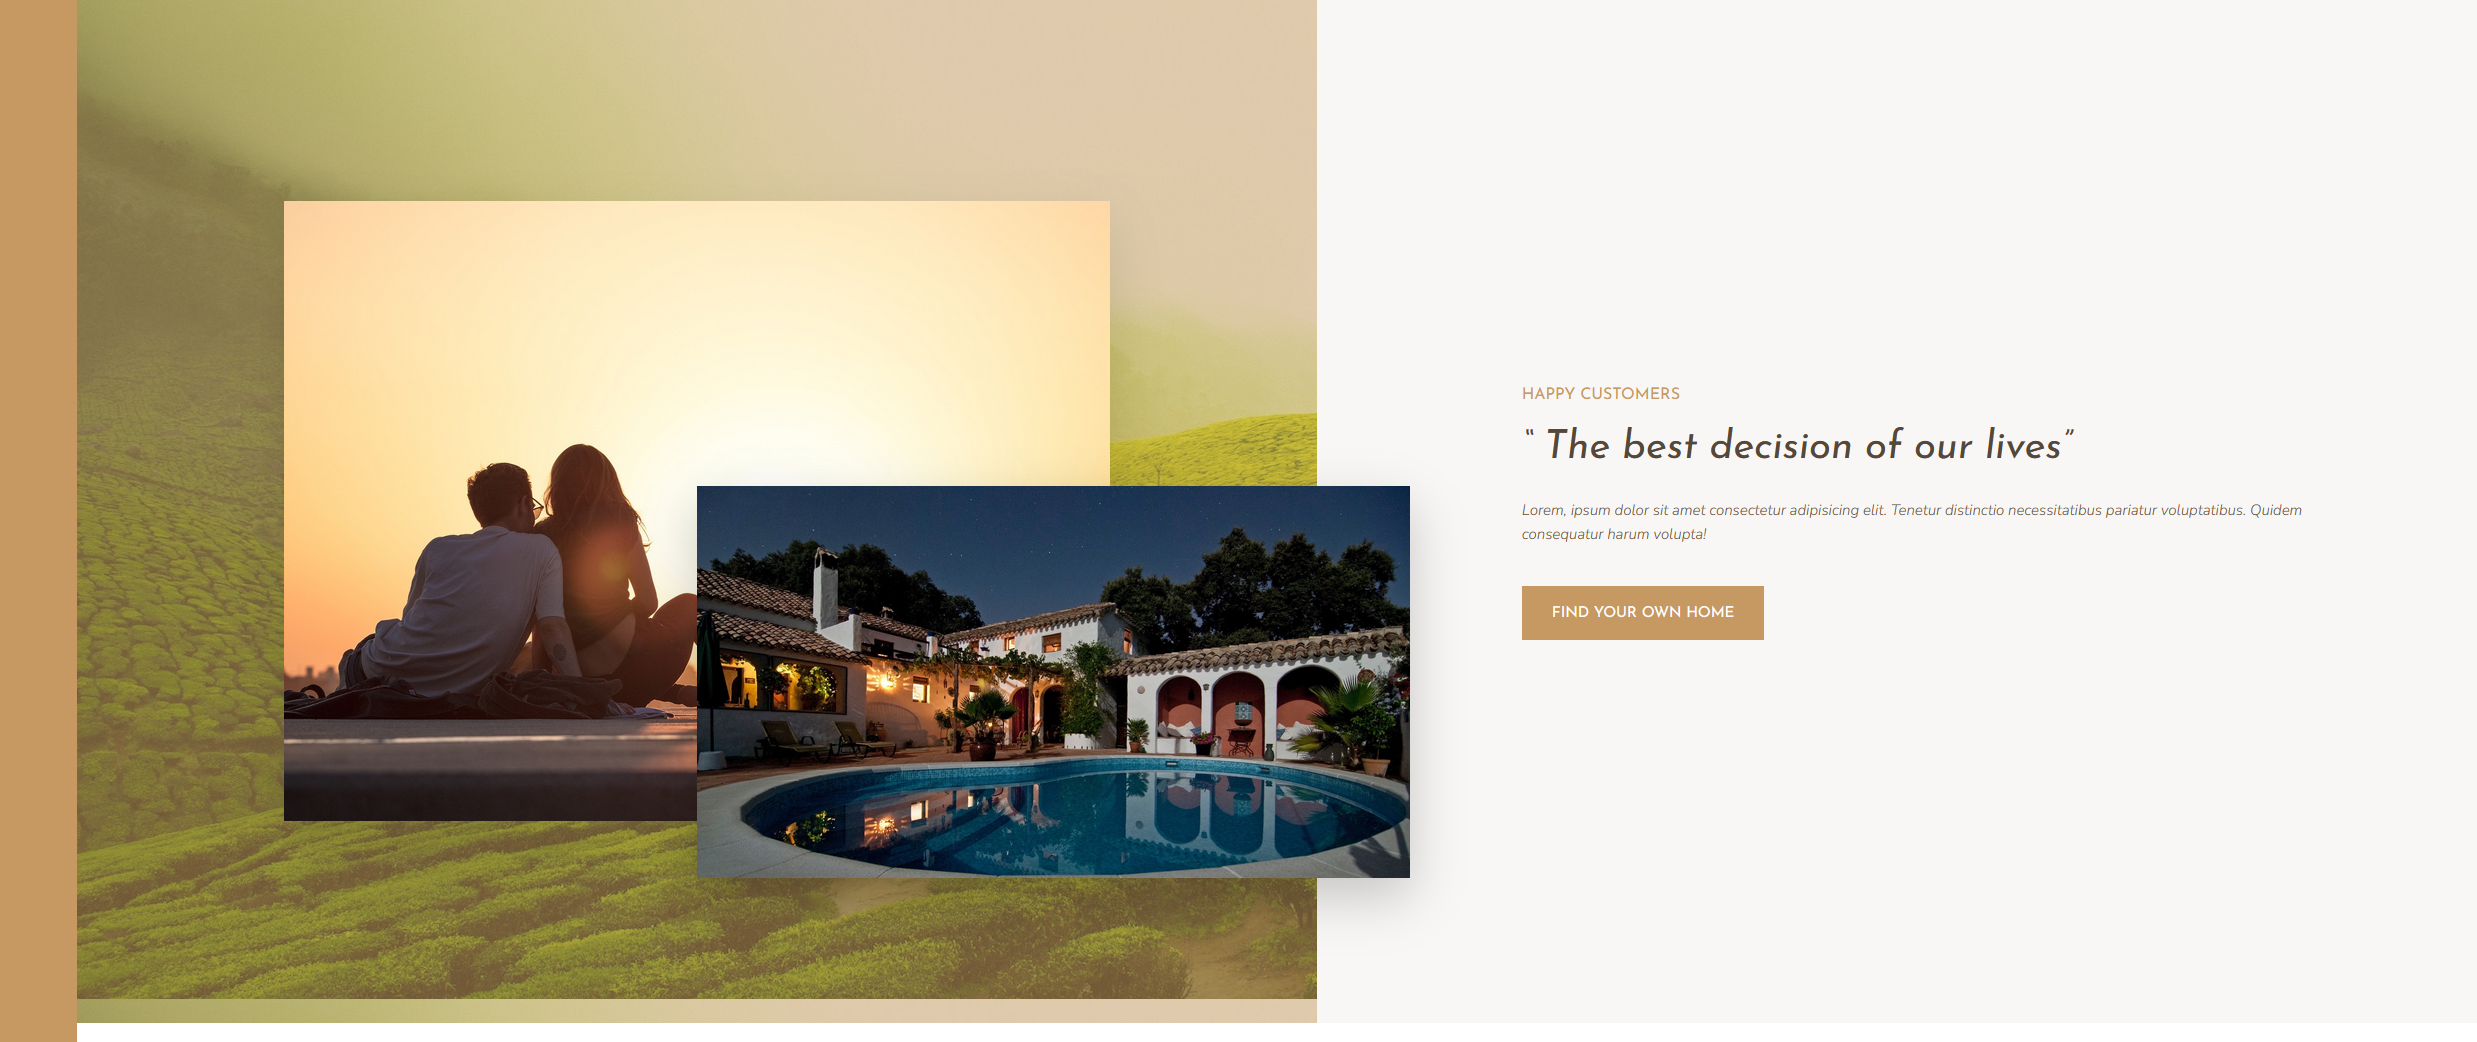 HAPPY CUSTOMERS
“ The best decision of our lives”
Lorem, ipsum dolor sit amet consectetur adipisicing elit. Tenetur distinctio necessitatibus pariatur voluptatibus. Quidem
consequatur harum volupta!
FIND YOUR OWN HOME